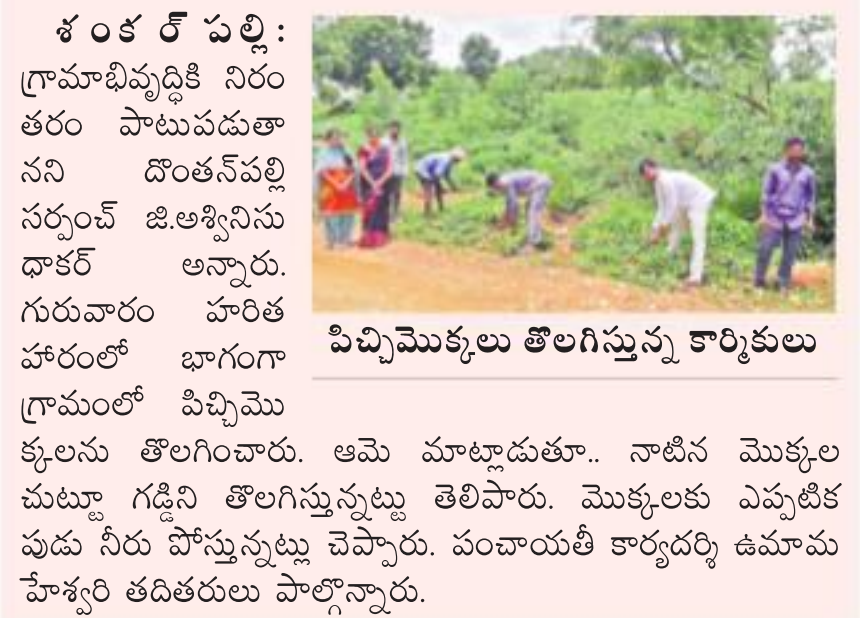 శంకర్ పల్లి:
గ్రామాభివృద్ధికి నిరం
తరం పాటుపడుతా
నని దొంతన్‌పల్లి
సర్పంచ్ జి.అశ్వినిసు
ధాకర్ అన్నారు.
గురువారం హరిత
హారంలో భాగంగా
గ్రామంలో పిచ్చిమొ
క్కలను తొలగించారు. ఆమె మాట్లాడుతూ.. నాటిన మొక్కల
చుట్టూ గడ్డిని తొలగిస్తున్నట్టు తెలిపారు. మొక్కలకు ఎప్పటిక
పుడు నీరు పోస్తున్నట్లు చెప్పారు. పంచాయతీ కార్యదర్శి ఉమామ
హేశ్వరి తదితరులు పాల్గొన్నారు.
పిచ్చిమొక్కలు తొలగిస్తున్న కార్మికులు